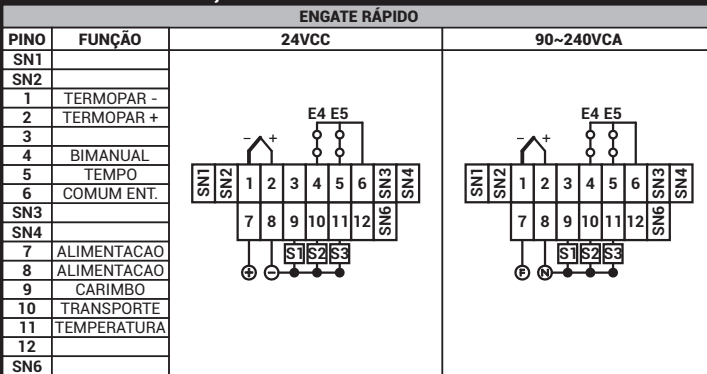 ENGATE RÁPIDO
PINO FUNÇÃO 24VCC 90~240VCA
SN1
SN2
1 TERMOPAR -
2 TERMOPAR +
3
4 BIMANUAL
5 TEMPO
6 COMUM ENT.
SN3
SN4
7 ALIMENTACAO
8 ALIMENTACAO
9 CARIMBO
10 TRANSPORTE
11 TEMPERATURA
12
SN6
E4 E5
- +
SN1 SN2 1 2 3 4 5 6 SN3 SN4
7 8 9 10 11 12 SN6
S1 S2 S3
+ -
E4 E5
- +
SN1 SN2 1 2 3 4 5 6 SN3 SN4
7 8 9 10 11 12 SN6
S1 S2 S3
F N